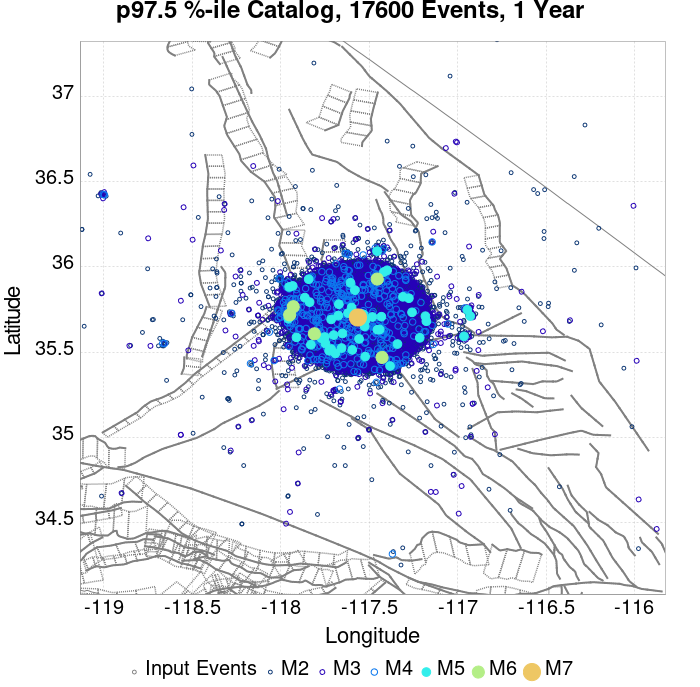 p97.5 %-ile Catalog, 17600 Events, 1 Year
37
36.5
36
35.5
35
34.5
Latitude
-119 -118.5 -118 -117.5 -117 -116.5 -116
Longitude
Input Events M2 M3 M4 M5 M6 M7